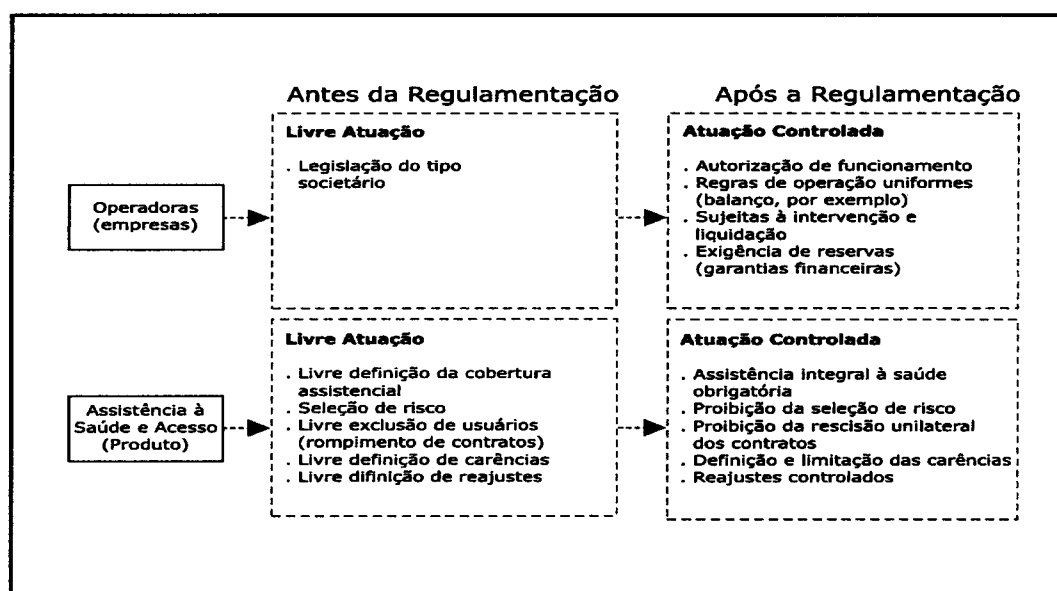 Antes da Regulamentação
Após a Regulamentação
Operadoras
(empresas)
Livre Atuação
. Legislação do tipo
societário
Atuação Controlada
. Autorização de funcionamento
. Regras de operação uniformes
(balanço, por exemplo)
. Sujeitas à intervenção e
liquidação
. Exigência de reservas
(garantias financeiras)
Assistência à
Saúde e Acesso
(Produto)
Livre Atuação
. Livre definição da cobertura
assistencial
. Seleção de risco
. Livre exclusão de usuários
(rompimento de contratos)
. Livre definição de carências
. Livre difinição de reajustes
Atuação Controlada
. Assistência integral à saúde
obrigatória
. Proibição da seleção de risco
. Proibição da rescisão unilateral
dos contratos
. Definição e limitação das carências
. Reajustes controlados